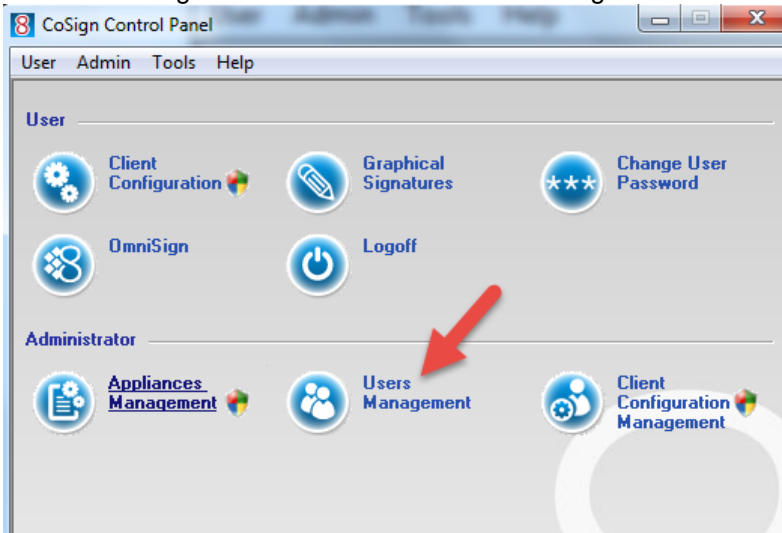 CoSign Control Panel
User Admin Tools Help
User
Client
Configuration
Graphical
Signatures
Change User
Password
OmniSign
Logoff
Administrator
Appliances
Management
Users
Management
Client
Configuration
Management